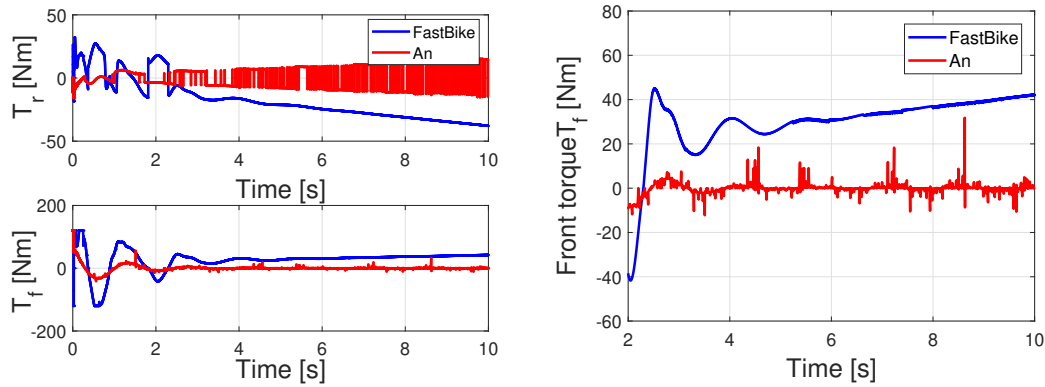 50
0
-50
T_r [Nm]
FastBike
An
0 2 4 6 8 10
Time [s]
200
0
-200
T_f [Nm]
0 2 4 6 8 10
Time [s]
80
60
40
20
0
-20
-40
-60
Front torqueT_f [Nm]
FastBike
An
2 4 6 8 10
Time [s]